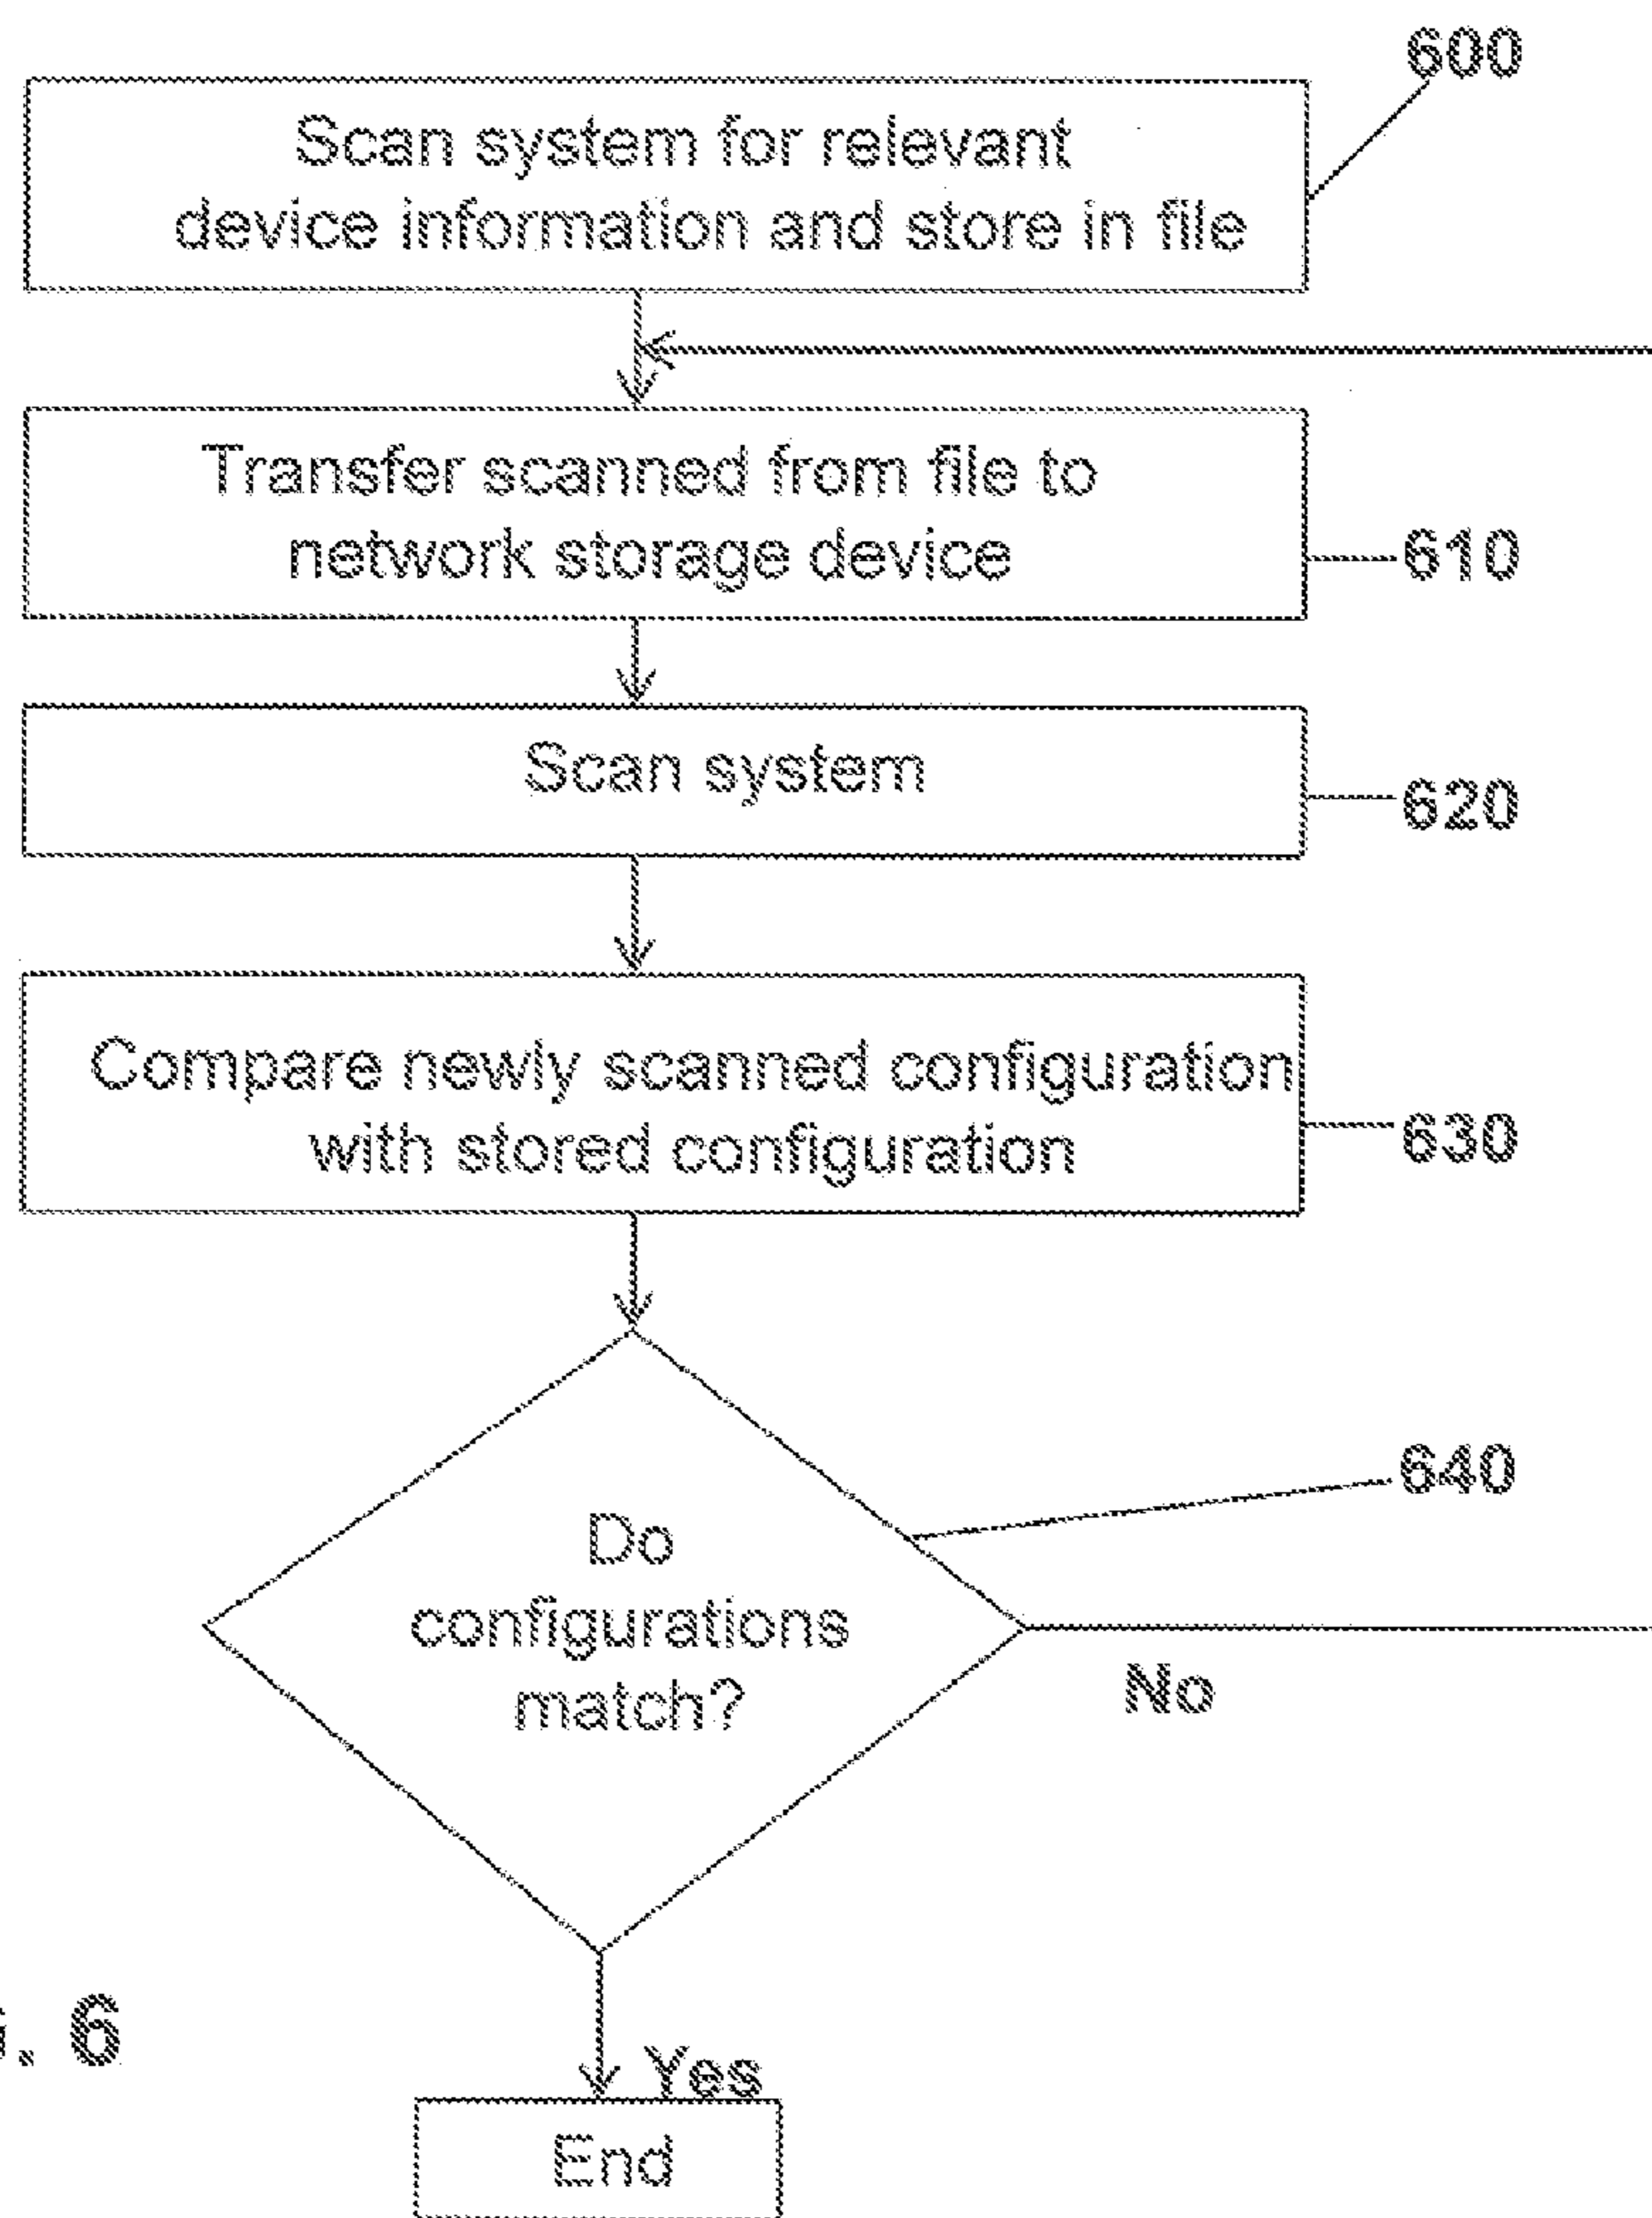 600
Scan system for relevant
device information and store in file
Transfer scanned from file to
network storage device
610
Scan system
620
Compare newly scanned configuration
with stored configuration
630
640
Do
configurations
match?
No
. 6
Yes
End